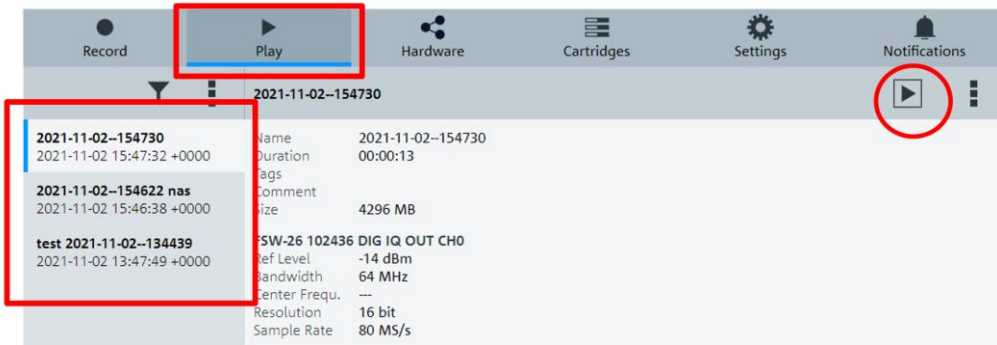 Record Play Hardware Cartridges Settings Notifications
2021-11-02--154730
2021-11-02--154730
2021-11-02 15:47:32 +0000
2021-11-02--154622 nas
2021-11-02 15:46:38 +0000
test 2021-11-02--134439
2021-11-02 13:47:49 +0000
Name 2021-11-02--154730
Duration 00:00:13
Tags
Comment
Size 4296 MB
FSW-26 102436 DIG IQ OUT CH0
Ref Level -14 dBm
Bandwidth 64 MHz
Center Frequ. ---
Resolution 16 bit
Sample Rate 80 MS/s